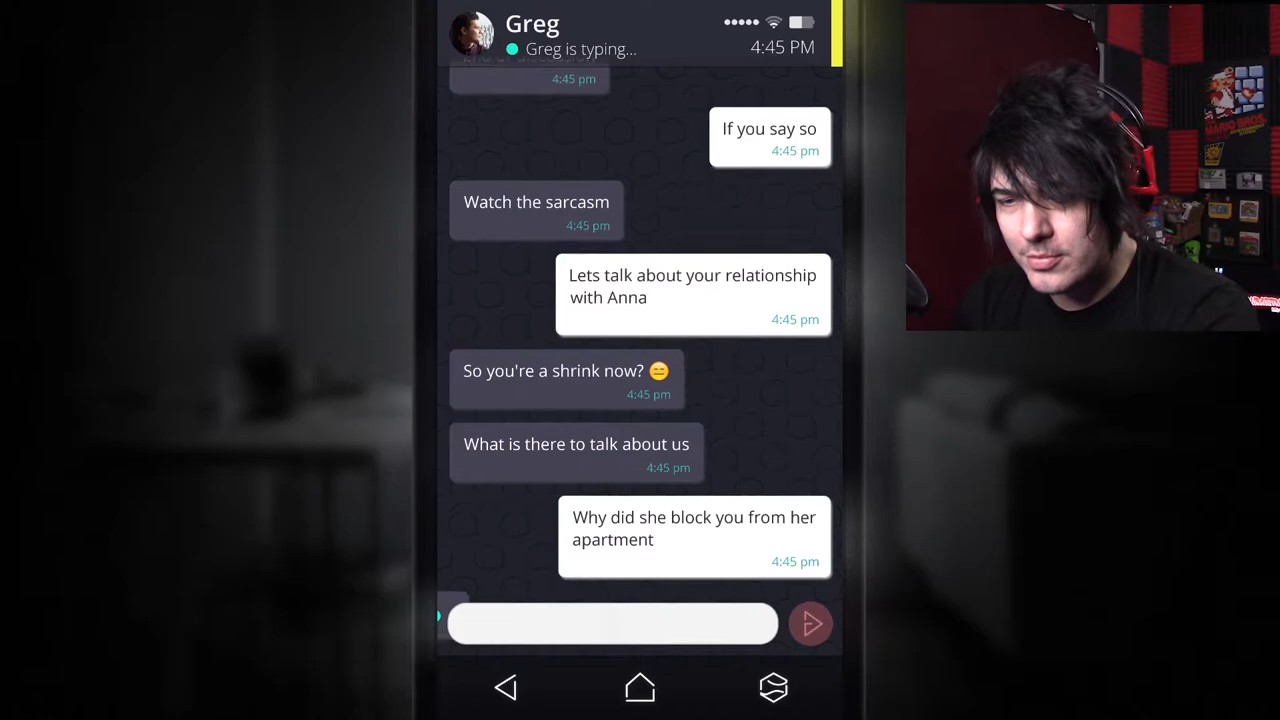 Greg
Greg is typing...
4:45 PM
4:45 pm
If you say so
4:45 pm
Watch the sarcasm
4:45 pm
Lets talk about your relationship
with Anna
4:45 pm
So you're a shrink now? 😑
4:45 pm
What is there to talk about us
4:45 pm
Why did she block you from her
apartment
4:45 pm
MARIO BROS.